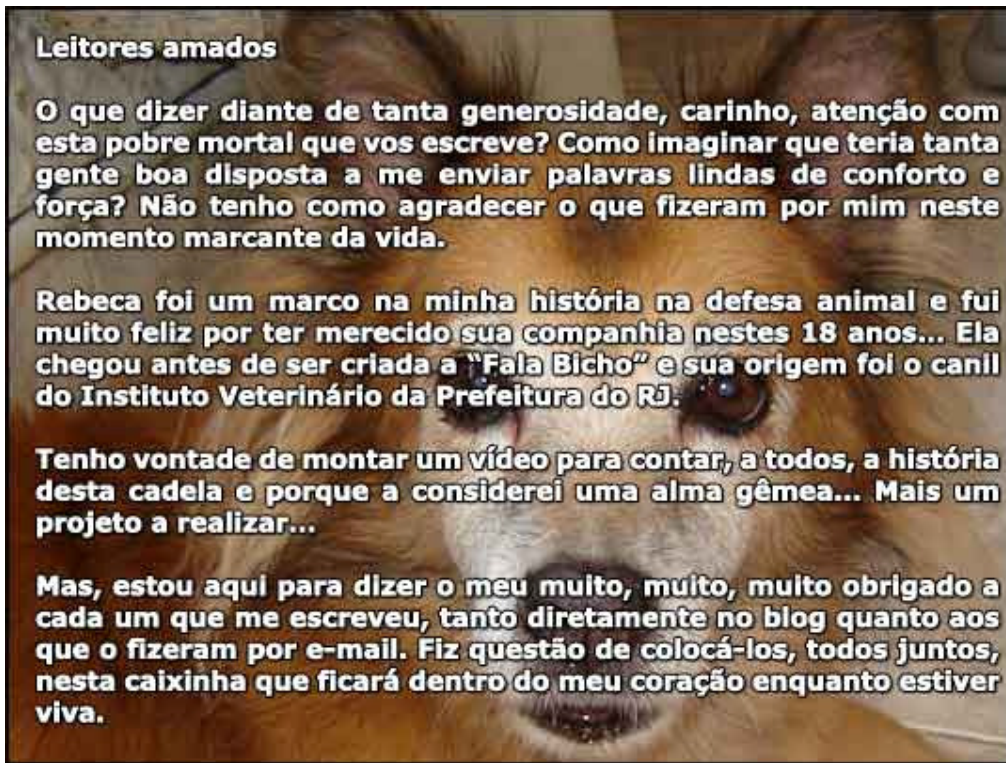 Leitores amados
O que dizer diante de tanta generosidade, carinho, atenção com
esta pobre mortal que vos escreve? Como imaginar que teria tanta
gente boa disposta a me enviar palavras lindas de conforto e
força? Não tenho como agradecer o que fizeram por mim neste
momento marcante da vida.
Rebeca foi um marco na minha história na defesa animal e fui
muito feliz por ter merecido sua companhia nestes 18 anos... Ela
chegou antes de ser criada a "Fala Bicho" e sua origem foi o canil
do Instituto Veterinário da Prefeitura do RJ.
Tenho vontade de montar um vídeo para contar, a todos, a história
desta cadela e porque a considerei uma alma gêmea... Mais um
projeto a realizar...
Mas, estou aqui para dizer o meu muito, muito, muito obrigado a
cada um que me escreveu, tanto diretamente no blog quanto aos
que o fizeram por e-mail. Fiz questão de colocá-los, todos juntos,
nesta caixinha que ficará dentro do meu coração enquanto estiver
viva.